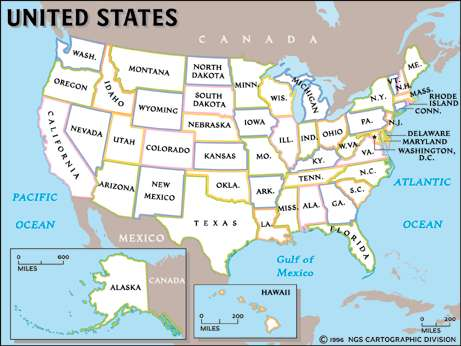 UNITED STATES
CANADA
WASH.
MONTANA
NORTH
DAKOTA
MINN.
ME.
OREGON
IDAHO
SOUTH
DAKOTA
WIS.
MICHIGAN
VT.
N.H.
N.Y.
MASS.
RHODE
ISLAND
CONN.
WYOMING
NEBRASKA
IOWA
PA.
N.J.
NEVADA
UTAH
COLORADO
KANSAS
MO.
ILL.
IND.
OHIO
W.VA.
VA.
DELAWARE
MARYLAND
WASHINGTON,
D.C.
CALIFORNIA
KY.
ARIZONA
NEW
MEXICO
OKLA.
ARK.
TENN.
N.C.
S.C.
ATLANTIC
OCEAN
PACIFIC
OCEAN
TEXAS
LA.
MISS.
ALA.
GA.
FLORIDA
MEXICO
Gulf of
Mexico
0 600
MILES
ALASKA
CANADA
HAWAII
0 200
MILES
0 200
MILES
© 1996 NGS CARTOGRAPHIC DIVISION